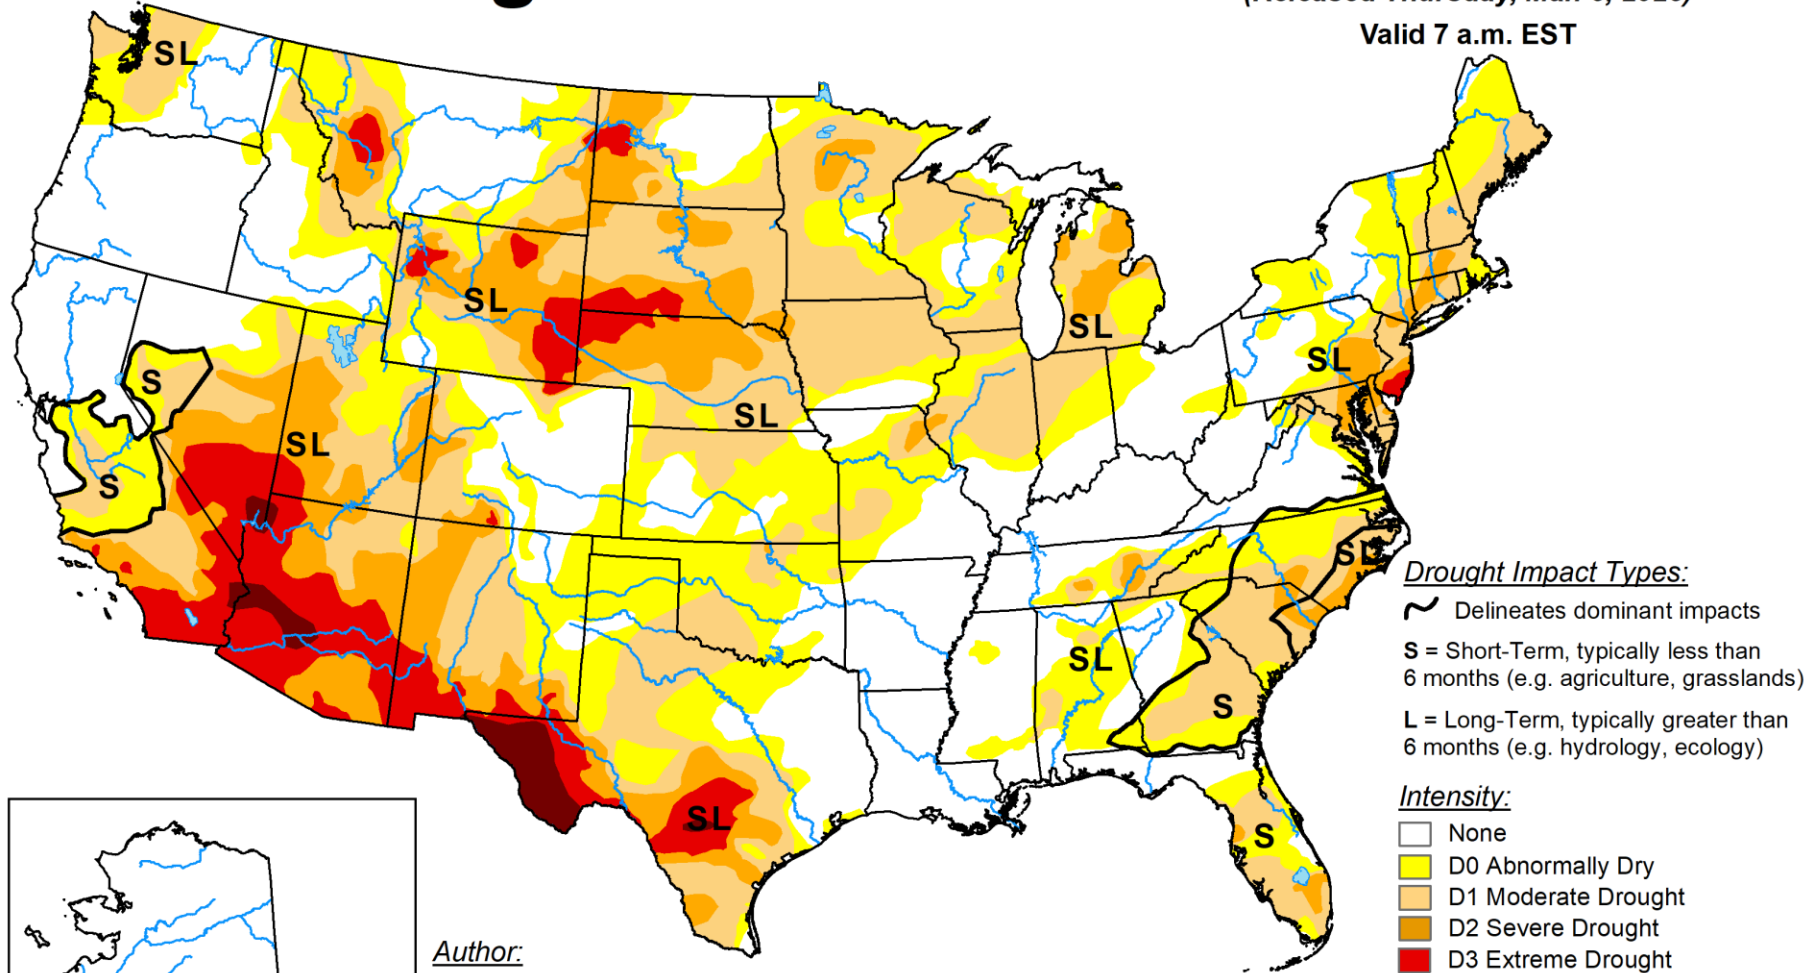 Valid 7 a.m. EST
SL
SL
SL
SL
S
SL
SL
S
SL
Drought Impact Types:
Delineates dominant impacts
S = Short-Term, typically less than
6 months (e.g. agriculture, grasslands)
SL
S
L = Long-Term, typically greater than
6 months (e.g. hydrology, ecology)
Intensity:
SL
S
None
D0 Abnormally Dry
D1 Moderate Drought
D2 Severe Drought
Author:
D3 Extreme Drought